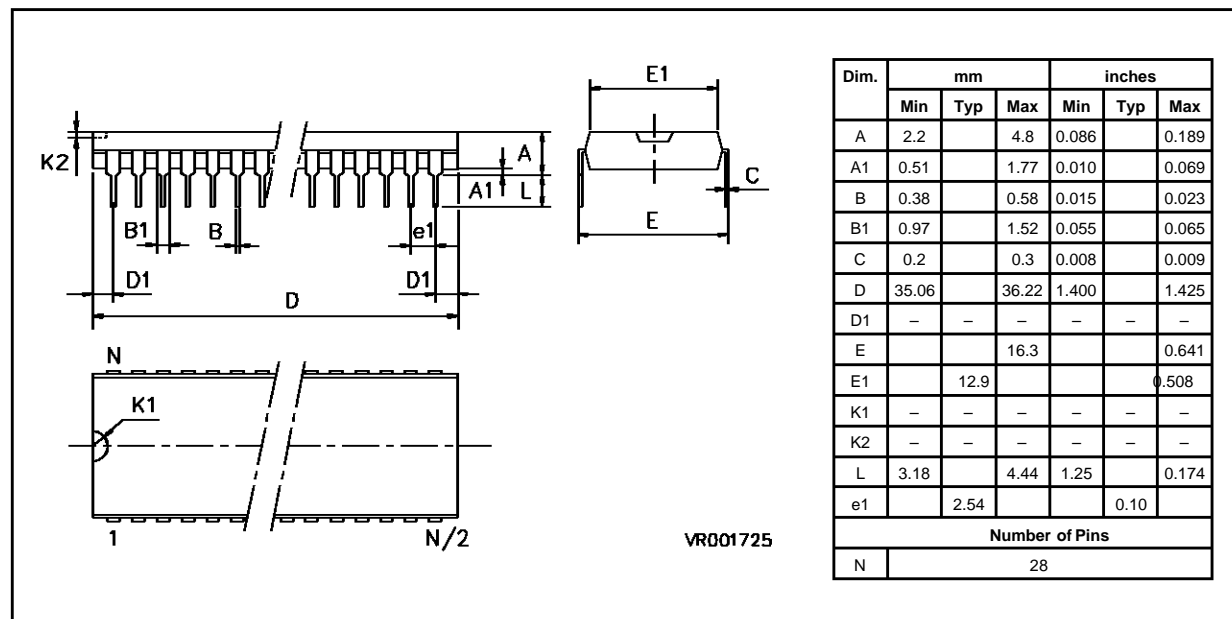 E1
K2
A
A1
L
C
B1
B
e1
E
D1
D1
D
N
K1
1
N/2
VR001725
Dim. mm inches
Min Typ Max Min Typ Max
A 2.2 4.8 0.086 0.189
A1 0.51 1.77 0.010 0.069
B 0.38 0.58 0.015 0.023
B1 0.97 1.52 0.055 0.065
C 0.2 0.3 0.008 0.009
D 35.06 36.22 1.400 1.425
D1 – – – – – –
E 16.3 0.641
E1 12.9 0.508
K1 – – – – – –
K2 – – – – – –
L 3.18 4.44 1.25 0.174
e1 2.54 0.10
Number of Pins
N 28